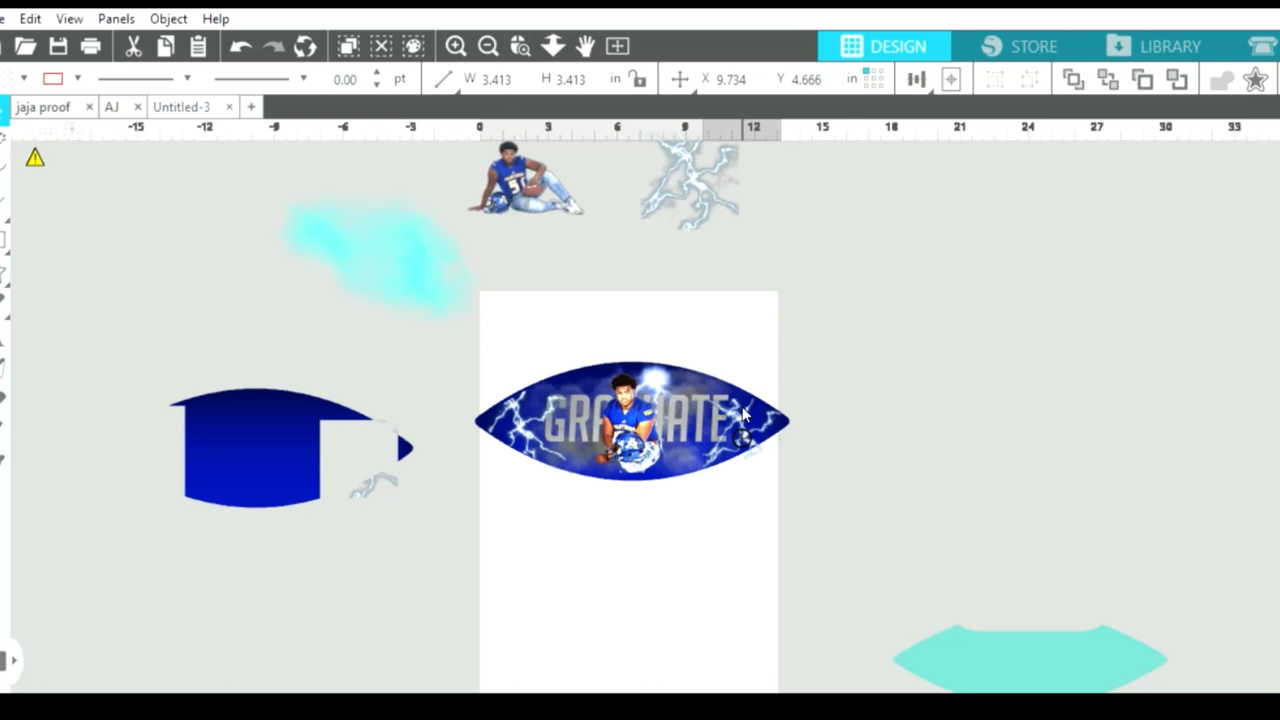 Edit View Panels Object Help
DESIGN STORE LIBRARY
0.00 pt W 3.413 H 3.413 in X 9.734 Y 4.666 in
jaja proof × AJ × Untitled-3 × +
-15 -12 -9 -6 -3 0 3 6 9 12 15 18 21 24 27 30 33
51